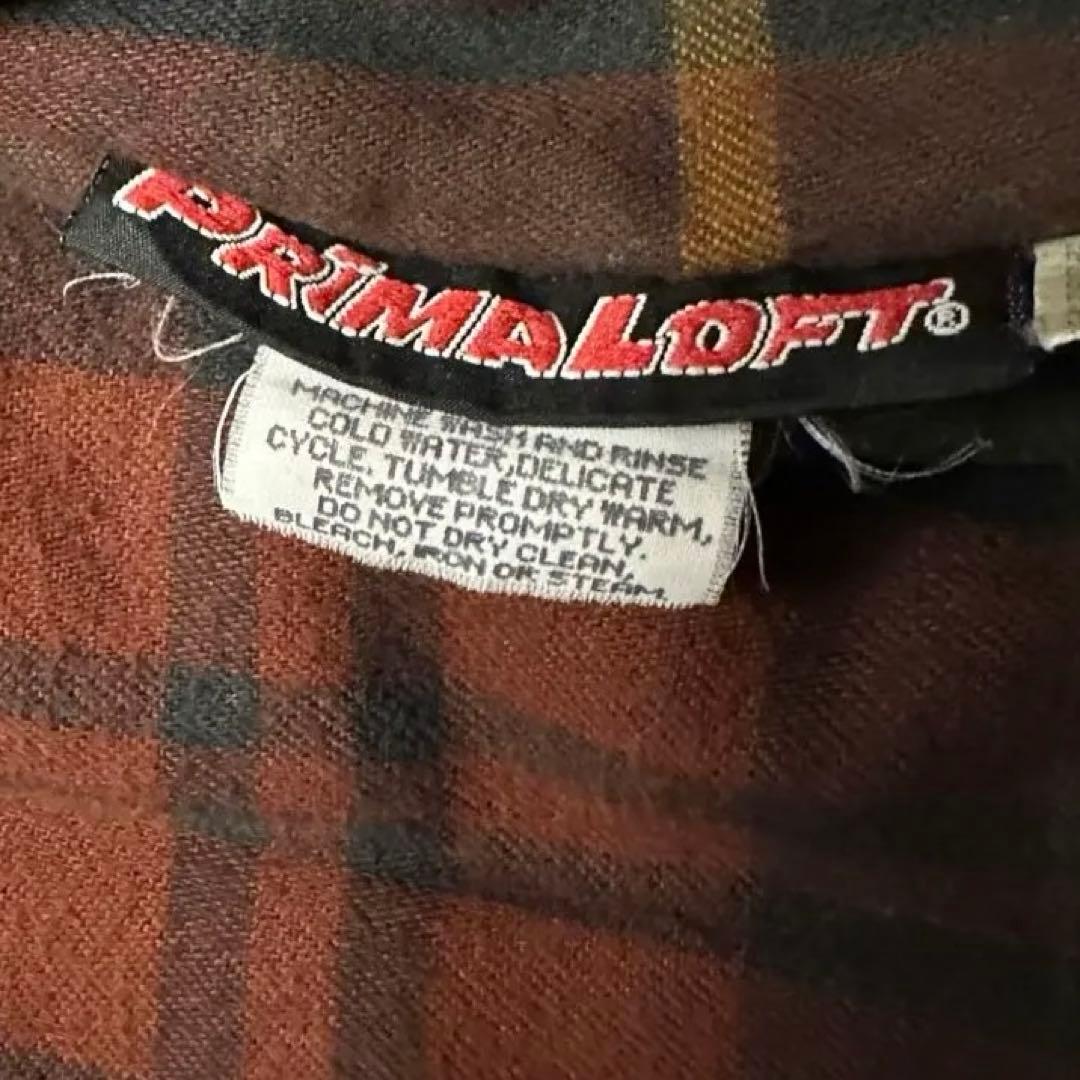 PRIMALOFT®
MACHINE WASH AND RINSE
COLD WATER, DELICATE
CYCLE, TUMBLE DRY WARM,
REMOVE PROMPTLY.
DO NOT DRY CLEAN,
BLEACH, IRON OR STEAM.